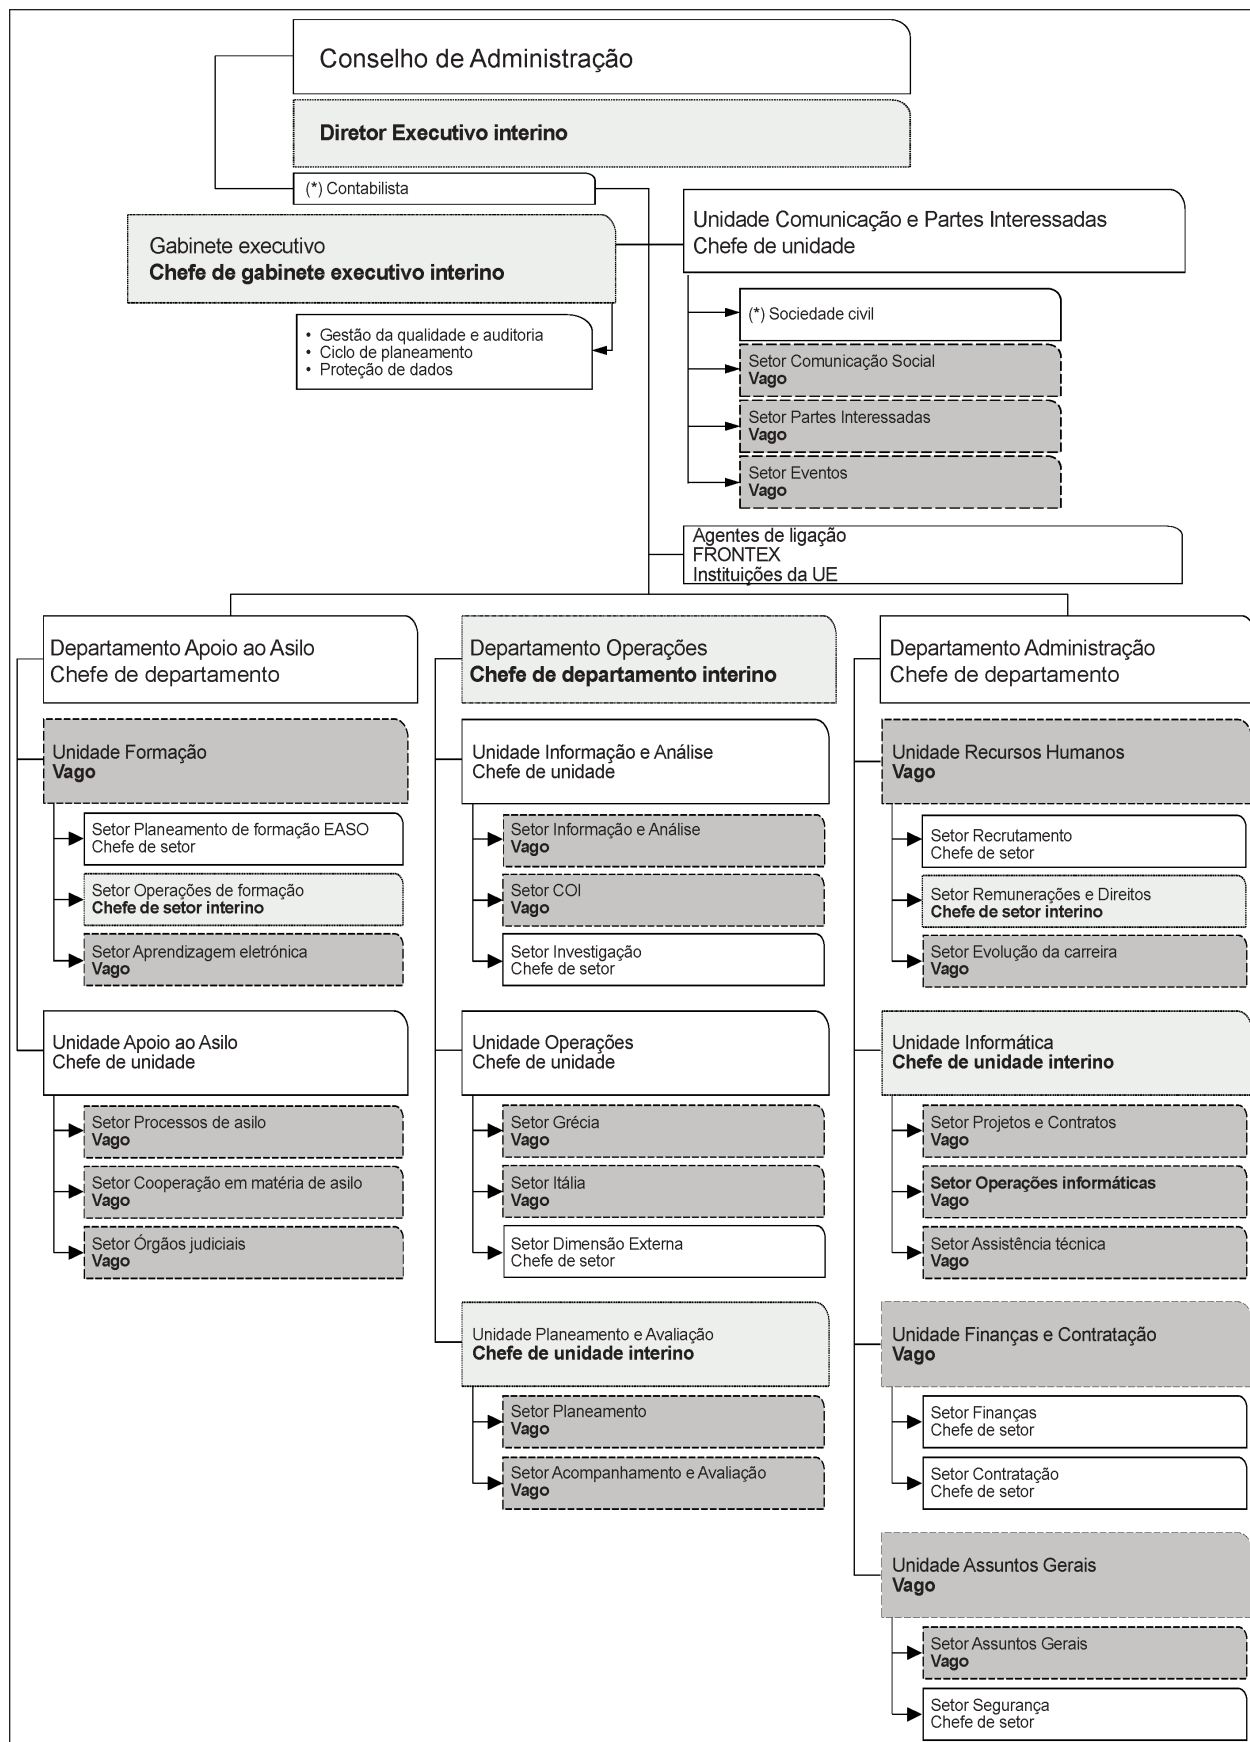 Conselho de Administração
Diretor Executivo interino
(*) Contabilista
Gabinete executivo
Chefe de gabinete executivo interino
• Gestão da qualidade e auditoria
• Ciclo de planeamento
• Proteção de dados
Unidade Comunicação e Partes Interessadas
Chefe de unidade
(*) Sociedade civil
Setor Comunicação Social
Vago
Setor Partes Interessadas
Vago
Setor Eventos
Vago
Agentes de ligação
FRONTEX
Instituições da UE
Departamento Apoio ao Asilo
Chefe de departamento
Unidade Formação
Vago
Setor Planeamento de formação EASO
Chefe de setor
Setor Operações de formação
Chefe de setor interino
Setor Aprendizagem eletrónica
Vago
Unidade Apoio ao Asilo
Chefe de unidade
Setor Processos de asilo
Vago
Setor Cooperação em matéria de asilo
Vago
Setor Órgãos judiciais
Vago
Departamento Operações
Chefe de departamento interino
Unidade Informação e Análise
Chefe de unidade
Setor Informação e Análise
Vago
Setor COI
Vago
Setor Investigação
Chefe de setor
Unidade Operações
Chefe de unidade
Setor Grécia
Vago
Setor Itália
Vago
Setor Dimensão Externa
Chefe de setor
Unidade Planeamento e Avaliação
Chefe de unidade interino
Setor Planeamento
Vago
Setor Acompanhamento e Avaliação
Vago
Departamento Administração
Chefe de departamento
Unidade Recursos Humanos
Vago
Setor Recrutamento
Chefe de setor
Setor Remunerações e Direitos
Chefe de setor interino
Setor Evolução da carreira
Vago
Unidade Informática
Chefe de unidade interino
Setor Projetos e Contratos
Vago
Setor Operações informáticas
Vago
Setor Assistência técnica
Vago
Unidade Finanças e Contratação
Vago
Setor Finanças
Chefe de setor
Setor Contratação
Chefe de setor
Unidade Assuntos Gerais
Vago
Setor Assuntos Gerais
Vago
Setor Segurança
Chefe de setor